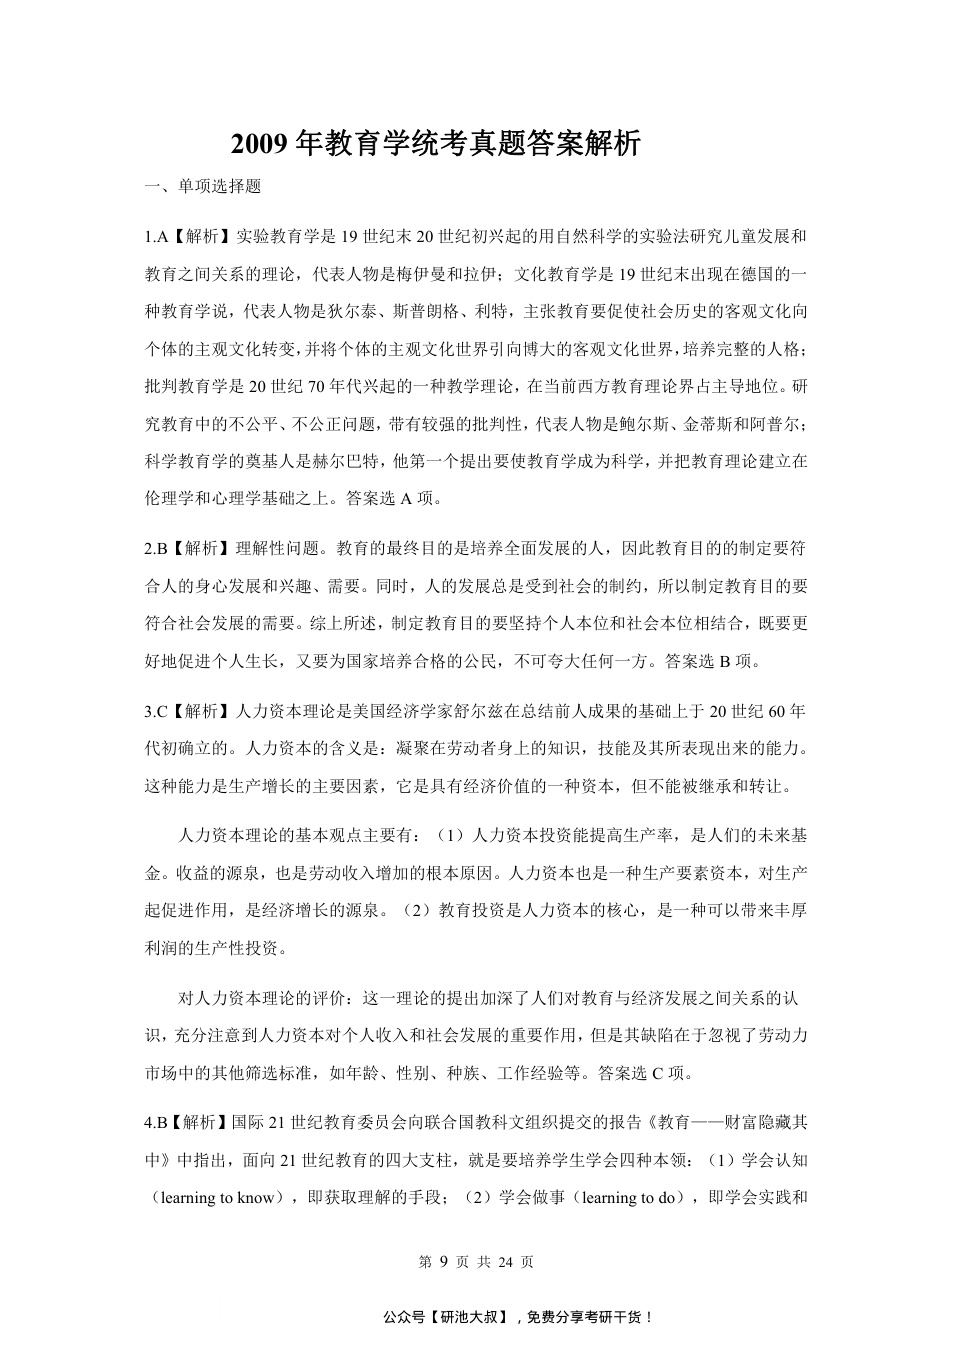 2009 年教育学统考真题答案解析
一、单项选择题
1.A【解析】实验教育学是 19 世纪末 20 世纪初兴起的用自然科学的实验法研究儿童发展和
教育之间关系的理论，代表人物是梅伊曼和拉伊；文化教育学是 19 世纪末出现在德国的一
种教育学说，代表人物是狄尔泰、斯普朗格、利特，主张教育要促使社会历史的客观文化向
个体的主观文化转变，并将个体的主观文化世界引向博大的客观文化世界，培养完整的人格；
批判教育学是 20 世纪 70 年代兴起的一种教学理论，在当前西方教育理论界占主导地位。研
究教育中的不公平、不公正问题，带有较强的批判性，代表人物是鲍尔斯、金蒂斯和阿普尔；
科学教育学的奠基人是赫尔巴特，他第一个提出要使教育学成为科学，并把教育理论建立在
伦理学和心理学基础之上。答案选 A 项。
2.B【解析】理解性问题。教育的最终目的是培养全面发展的人，因此教育目的的制定要符
合人的身心发展和兴趣、需要。同时，人的发展总是受到社会的制约，所以制定教育目的要
符合社会发展的需要。综上所述，制定教育目的要坚持个人本位和社会本位相结合，既要更
好地促进个人生长，又要为国家培养合格的公民，不可夸大任何一方。答案选 B 项。
3.C【解析】人力资本理论是美国经济学家舒尔兹在总结前人成果的基础上于 20 世纪 60 年
代初确立的。人力资本的含义是：凝聚在劳动者身上的知识，技能及其所表现出来的能力。
这种能力是生产增长的主要因素，它是具有经济价值的一种资本，但不能被继承和转让。
人力资本理论的基本观点主要有：（1）人力资本投资能提高生产率，是人们的未来基
金。收益的源泉，也是劳动收入增加的根本原因。人力资本也是一种生产要素资本，对生产
起促进作用，是经济增长的源泉。（2）教育投资是人力资本的核心，是一种可以带来丰厚
利润的生产性投资。
对人力资本理论的评价：这一理论的提出加深了人们对教育与经济发展之间关系的认
识，充分注意到人力资本对个人收入和社会发展的重要作用，但是其缺陷在于忽视了劳动力
市场中的其他筛选标准，如年龄、性别、种族、工作经验等。答案选 C 项。
4.B【解析】国际 21 世纪教育委员会向联合国教科文组织提交的报告《教育——财富隐藏其
中》中指出，面向 21 世纪教育的四大支柱，就是要培养学生学会四种本领：（1）学会认知
（learning to know），即获取理解的手段；（2）学会做事（learning to do），即学会实践和
第 9 页 共 24 页
公众号【研池大叔】，免费分享考研干货！